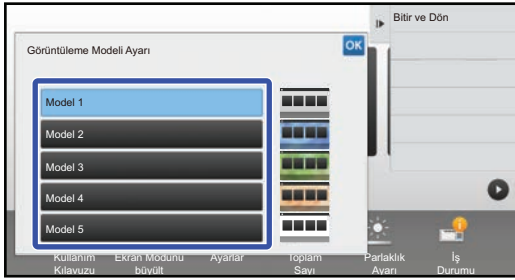 Bitir ve Dön
Görüntüleme Modeli Ayarı
OK
Model 1
Model 2
Model 3
Model 4
Model 5
Kullanım Kılavuzu
Ekran Modunu büyült
Ayarlar
Toplam Sayı
Parlaklık Ayarı
İş Durumu